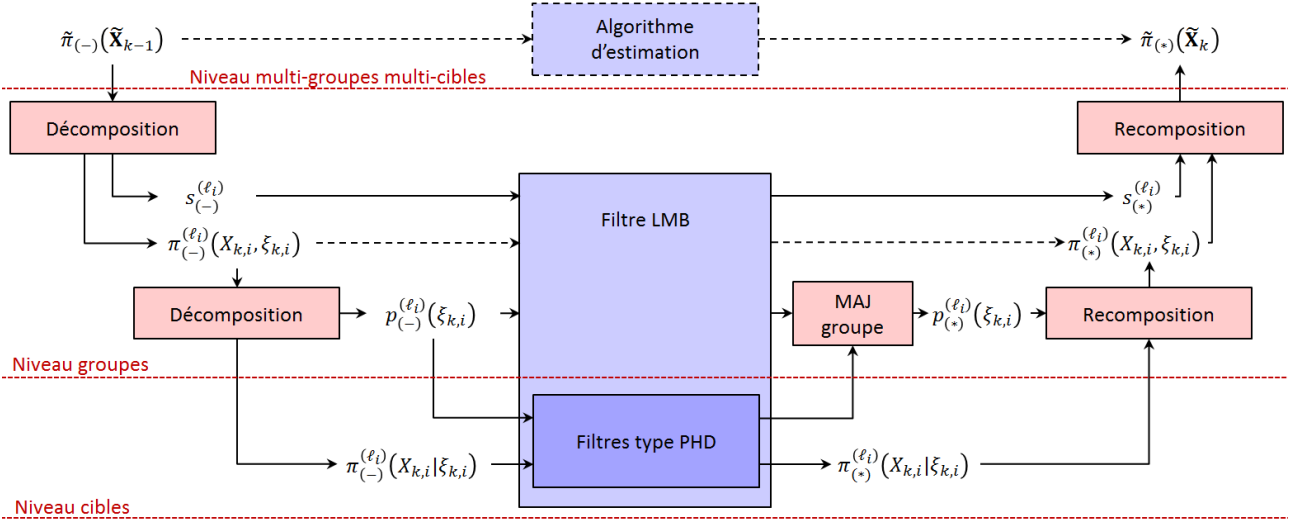 π̃₍₋₎(X̃ₖ₋₁)
Algorithme
d'estimation
π̃₍*₎(X̃ₖ)
Niveau multi-groupes multi-cibles
Décomposition
Recomposition
s₍₋₎^(ℓᵢ)
Filtre LMB
s₍*₎^(ℓᵢ)
π₍₋₎^(ℓᵢ)(Xₖ,ᵢ, ξₖ,ᵢ)
π₍*₎^(ℓᵢ)(Xₖ,ᵢ, ξₖ,ᵢ)
Décomposition
p₍₋₎^(ℓᵢ)(ξₖ,ᵢ)
MAJ
groupe
p₍*₎^(ℓᵢ)(ξₖ,ᵢ)
Recomposition
Niveau groupes
Filtres type PHD
π₍₋₎^(ℓᵢ)(Xₖ,ᵢ|ξₖ,ᵢ)
π₍*₎^(ℓᵢ)(Xₖ,ᵢ|ξₖ,ᵢ)
Niveau cibles